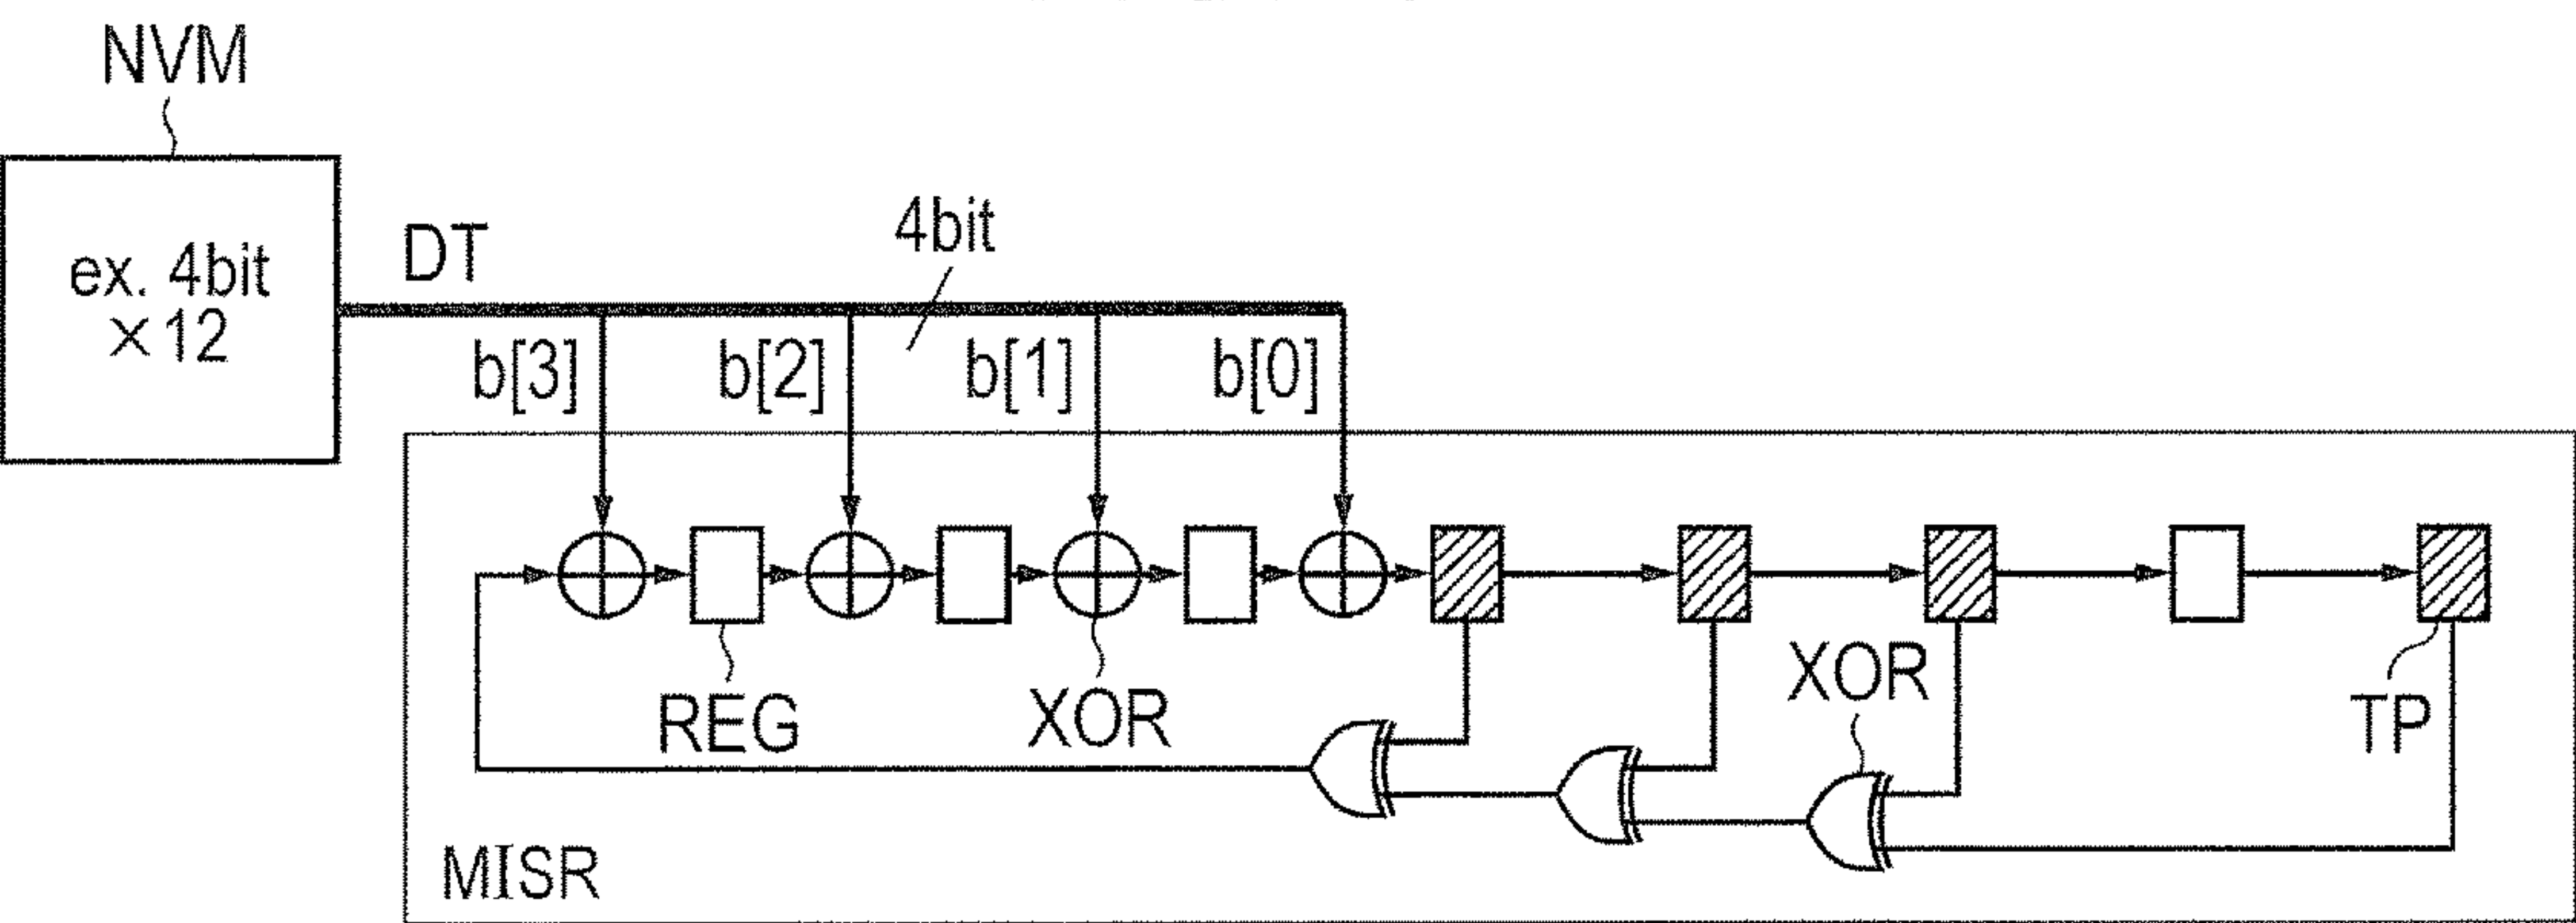 NVM
ex. 4bit
×12
DT
4bit
b[3]
b[2]
b[1]
b[0]
REG
XOR
XOR
TP
MISR